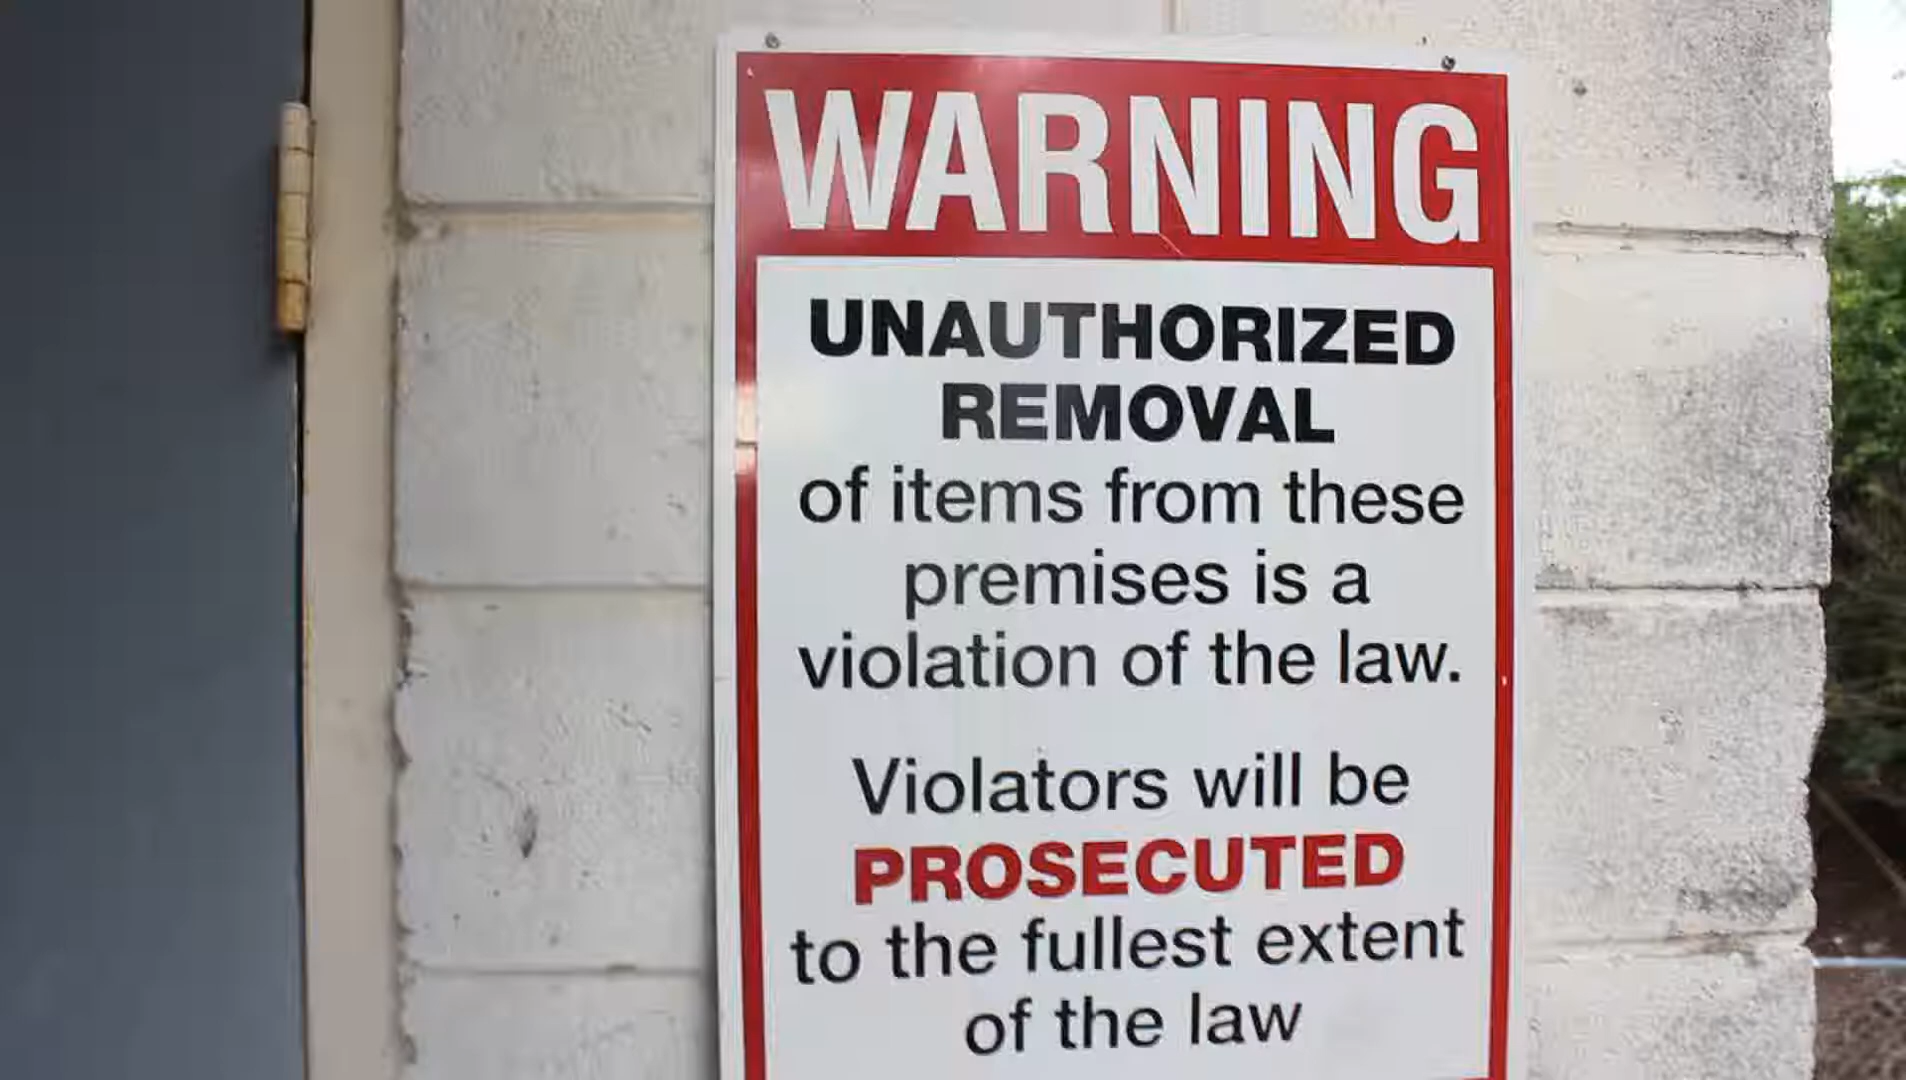 WARNING
UNAUTHORIZED
REMOVAL
of items from these
premises is a
violation of the law.
Violators will be
PROSECUTED
to the fullest extent
of the law